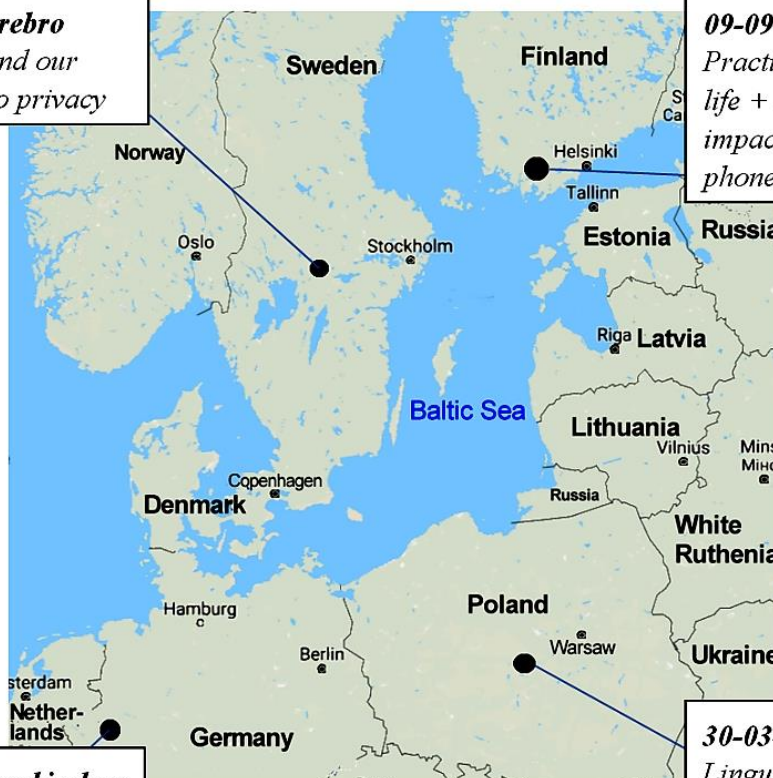 rebro
nd our
o privacy
09-09
Practi
life +
impac
phone
Sweden
Finland
Norway
Helsinki
Tallinn
Oslo
Stockholm
Estonia
Russia
Riga
Latvia
Baltic Sea
Lithuania
Vilnius
Mins
Copenhagen
Denmark
Russia
White
Ruthenia
Hamburg
Poland
Berlin
Warsaw
Ukraine
sterdam
Nether-
lands
Germany
30-03
Lingu